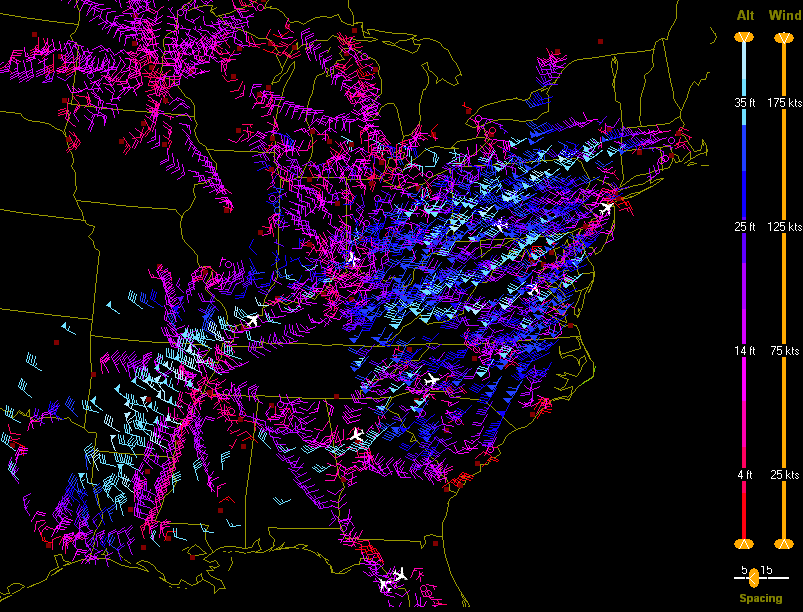 Alt Wind
35 ft 175 kts
25 ft 125 kts
14 ft 75 kts
4 ft 25 kts
5 15
Spacing